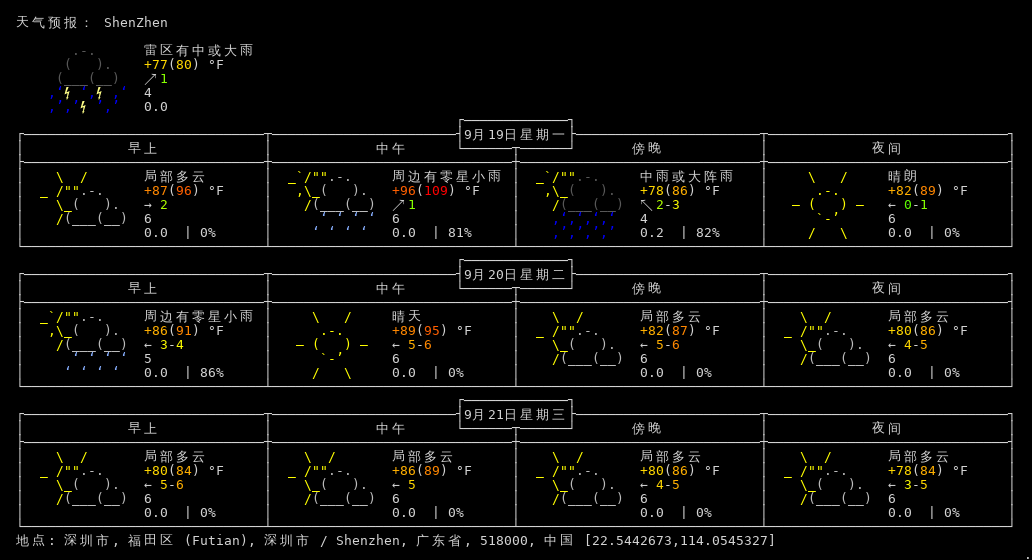 天气预报: ShenZhen
雷区有中或大雨
+77(80) °F
↗ 1
4
0.0
9月19日星期一
早上 中午 傍晚 夜间
局部多云 周边有零星小雨 中雨或大阵雨 晴朗
+87(96) °F +96(109) °F +78(86) °F +82(89) °F
→ 2 ↗ 1 ↖ 2-3 ← 0-1
6 6 4 6
0.0 | 0% 0.0 | 81% 0.2 | 82% 0.0 | 0%
9月20日星期二
早上 中午 傍晚 夜间
周边有零星小雨 晴天 局部多云 局部多云
+86(91) °F +89(95) °F +82(87) °F +80(86) °F
← 3-4 ← 5-6 ← 5-6 ← 4-5
5 6 6 6
0.0 | 86% 0.0 | 0% 0.0 | 0% 0.0 | 0%
9月21日星期三
早上 中午 傍晚 夜间
局部多云 局部多云 局部多云 局部多云
+80(84) °F +86(89) °F +80(86) °F +78(84) °F
← 5-6 ← 5 ← 4-5 ← 3-5
6 6 6 6
0.0 | 0% 0.0 | 0% 0.0 | 0% 0.0 | 0%
地点: 深圳市, 福田区 (Futian), 深圳市 / Shenzhen, 广东省, 518000, 中国 [22.5442673,114.0545327]